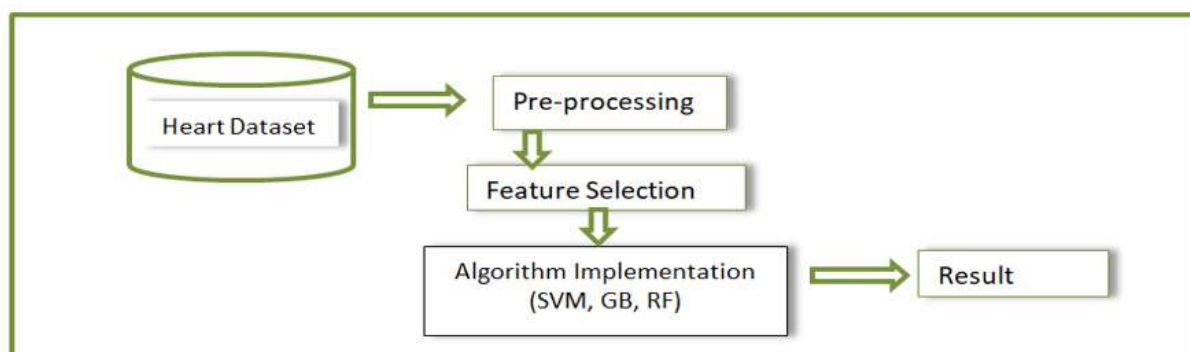 Heart Dataset
Pre-processing
Feature Selection
Algorithm Implementation
(SVM, GB, RF)
Result